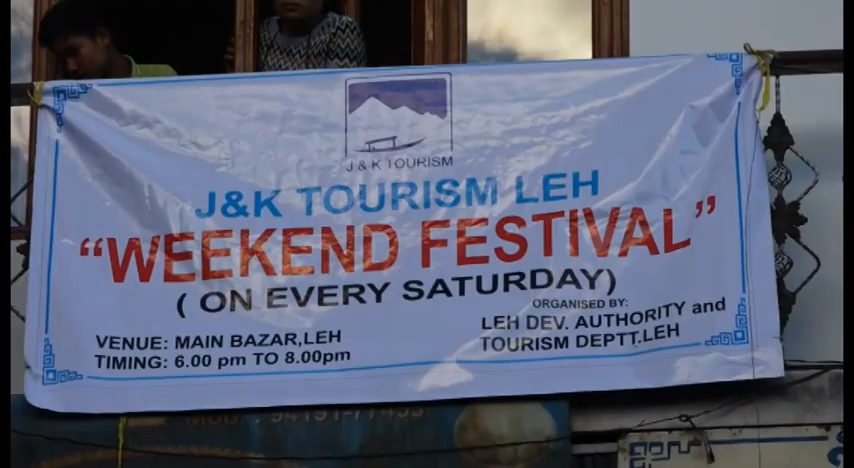 J & K TOURISM
J&K TOURISM LEH
“WEEKEND FESTIVAL”
( ON EVERY SATURDAY)
ORGANISED BY:
LEH DEV. AUTHORITY and
TOURISM DEPTT.LEH
VENUE: MAIN BAZAR,LEH
TIMING: 6.00 pm TO 8.00pm